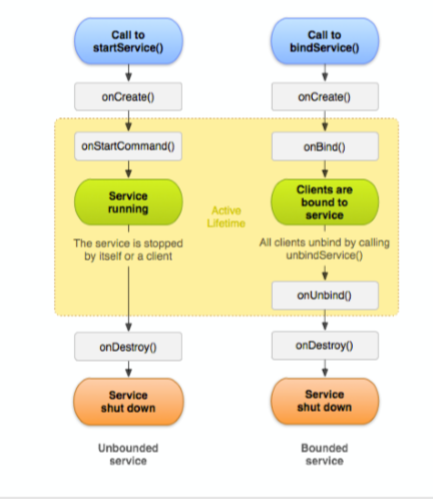 Call to
startService()
onCreate()
onStartCommand()
Service
running
The service is stopped
by itself or a client
onDestroy()
Service
shut down
Unbounded
service
Active
Lifetime
Call to
bindService()
onCreate()
onBind()
Clients are
bound to
service
All clients unbind by calling
unbindService()
onUnbind()
onDestroy()
Service
shut down
Bounded
service